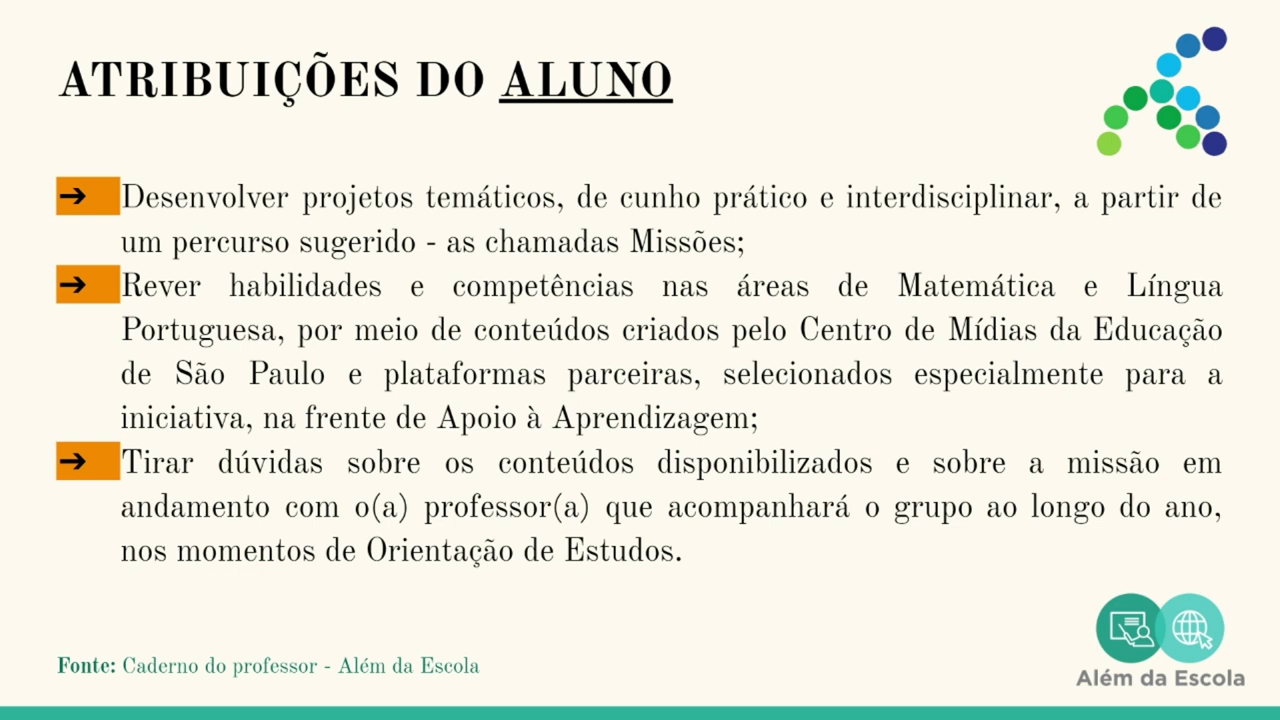 ATRIBUIÇÕES DO ALUNO
➔ Desenvolver projetos temáticos, de cunho prático e interdisciplinar, a partir de
um percurso sugerido - as chamadas Missões;
➔ Rever habilidades e competências nas áreas de Matemática e Língua
Portuguesa, por meio de conteúdos criados pelo Centro de Mídias da Educação
de São Paulo e plataformas parceiras, selecionados especialmente para a
iniciativa, na frente de Apoio à Aprendizagem;
➔ Tirar dúvidas sobre os conteúdos disponibilizados e sobre a missão em
andamento com o(a) professor(a) que acompanhará o grupo ao longo do ano,
nos momentos de Orientação de Estudos.
Fonte: Caderno do professor - Além da Escola
Além da Escola